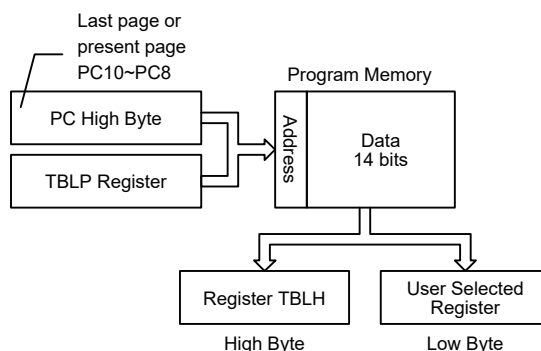 Last page or
present page
PC10~PC8
Program Memory
PC High Byte
Address
Data
14 bits
TBLP Register
Register TBLH
User Selected
Register
High Byte
Low Byte